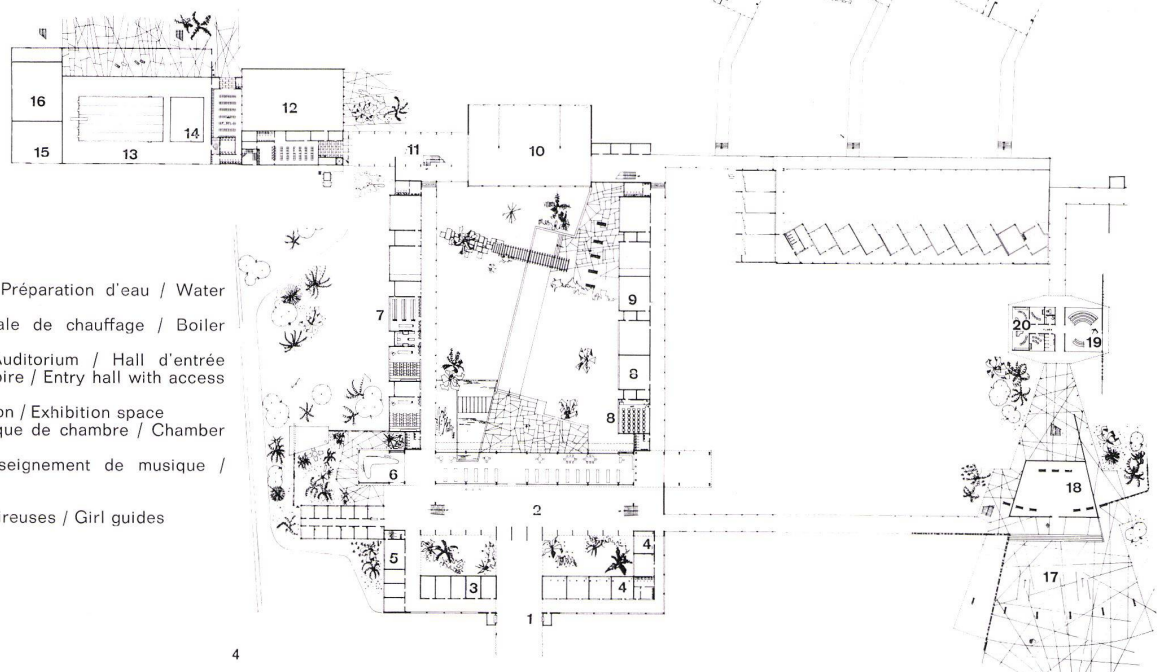 16
15
14
13
12
11
10
Préparation d'eau / Water
ale de chauffage / Boiler
Auditorium / Hall d'entrée
oire / Entry hall with access
on / Exhibition space
que de chambre / Chamber
seignement de musique /
ireuses / Girl guides
7
9
8
8
6
2
5
3
4
4
1
20
19
18
17
4